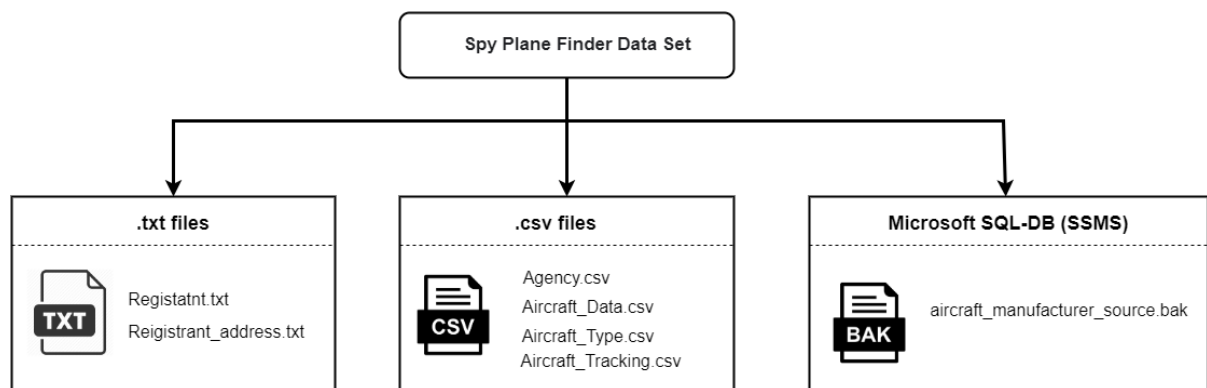 Spy Plane Finder Data Set
.txt files
TXT
Registatnt.txt
Reigistrant_address.txt
.csv files
CSV
Agency.csv
Aircraft_Data.csv
Aircraft_Type.csv
Aircraft_Tracking.csv
Microsoft SQL-DB (SSMS)
BAK
aircraft_manufacturer_source.bak